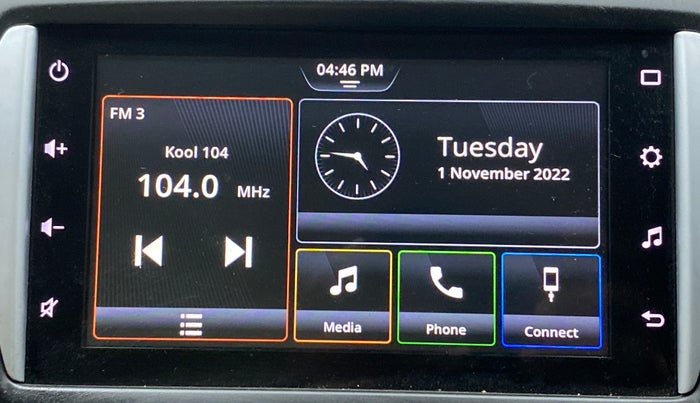 04:46 PM
FM 3
Kool 104
104.0 MHz
Tuesday
1 November 2022
Media
Phone
Connect